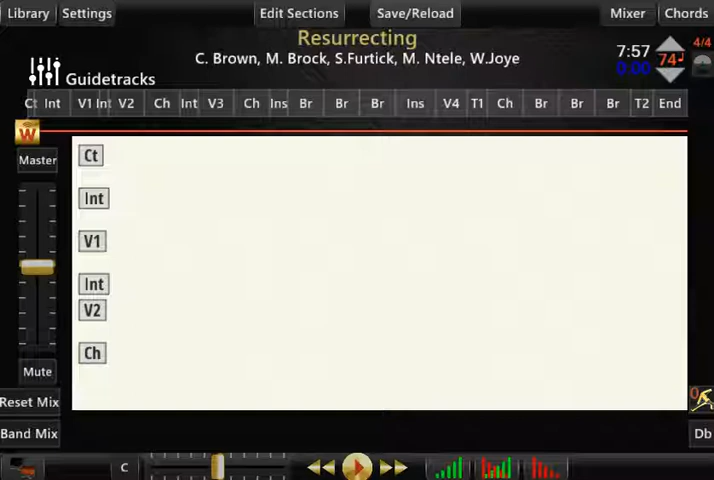 Library Settings Edit Sections Save/Reload Mixer Chords
Resurrecting
C. Brown, M. Brock, S.Furtick, M. Ntele, W.Joye
7:57
0:00
74
4/4
Guidetracks
Ct Int V1 Int V2 Ch Int V3 Ch Ins Br Br Br Ins V4 T1 Ch Br Br Br T2 End
W
Master
Ct
Int
V1
Int
V2
Ch
Mute
Reset Mix
0
Band Mix
Db
C